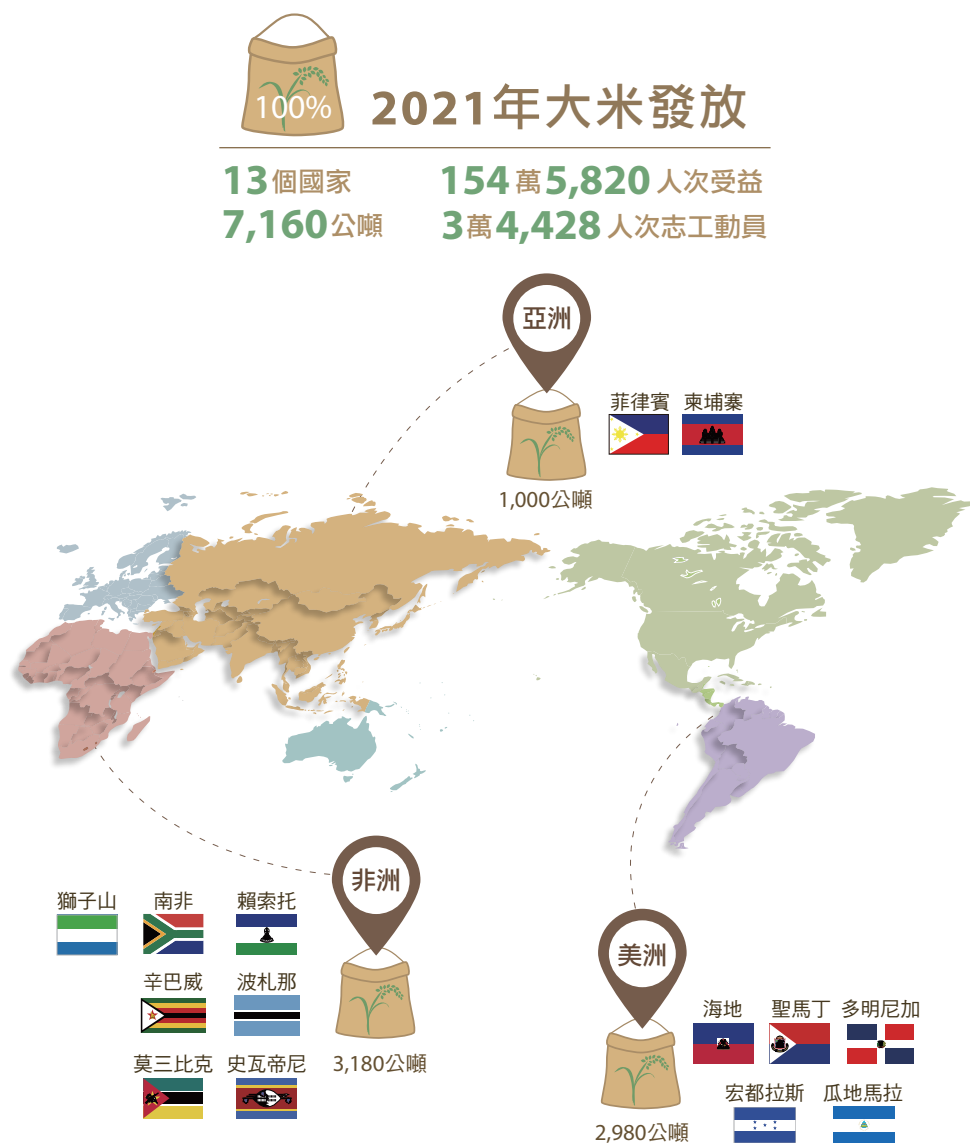 100%
2021年大米發放
13個國家
154萬5,820人次受益
7,160公噸
3萬4,428人次志工動員
亞洲
菲律賓 柬埔寨
1,000公噸
非洲
獅子山 南非 賴索托
辛巴威 波札那
莫三比克 史瓦帝尼
3,180公噸
美洲
海地 聖馬丁 多明尼加
宏都拉斯 瓜地馬拉
2,980公噸